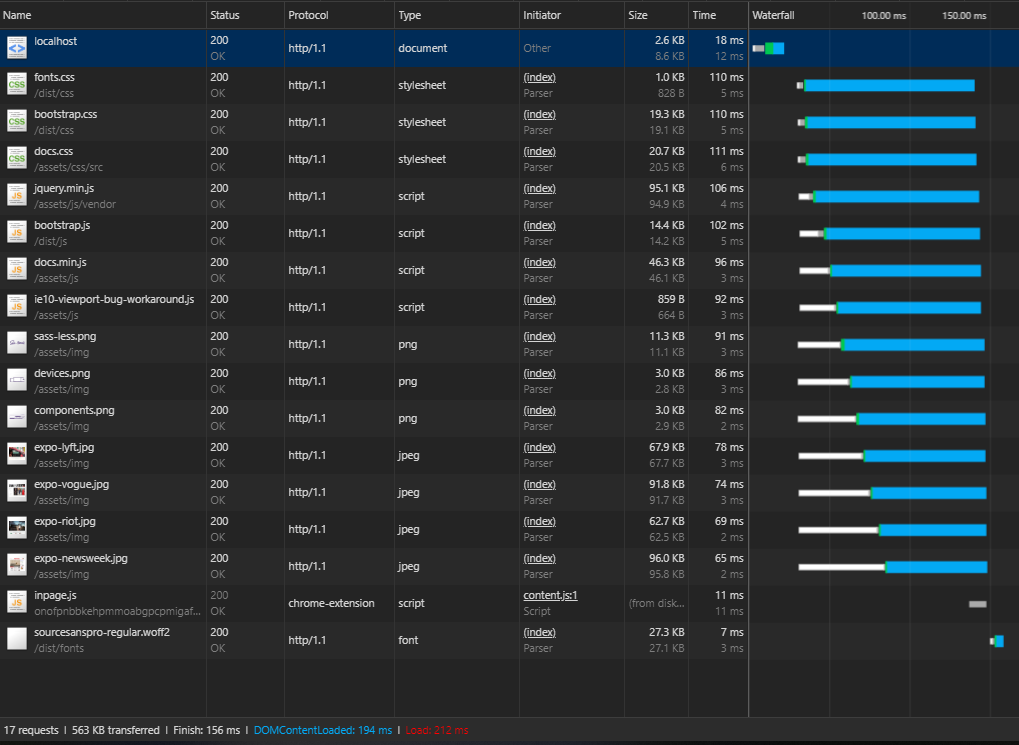 Name Status Protocol Type Initiator Size Time Waterfall 100.00 ms 150.00 ms
localhost 200 http/1.1 document Other 2.6 KB 18 ms
OK 8.6 KB 12 ms
fonts.css 200 http/1.1 stylesheet (index) 1.0 KB 110 ms
/dist/css OK Parser 828 B 5 ms
bootstrap.css 200 http/1.1 stylesheet (index) 19.3 KB 110 ms
/dist/css OK Parser 19.1 KB 5 ms
docs.css 200 http/1.1 stylesheet (index) 20.7 KB 111 ms
/assets/css/src OK Parser 20.5 KB 6 ms
jquery.min.js 200 http/1.1 script (index) 95.1 KB 106 ms
/assets/js/vendor OK Parser 94.9 KB 4 ms
bootstrap.js 200 http/1.1 script (index) 14.4 KB 102 ms
/dist/js OK Parser 14.2 KB 5 ms
docs.min.js 200 http/1.1 script (index) 46.3 KB 96 ms
/assets/js OK Parser 46.1 KB 3 ms
ie10-viewport-bug-workaround.js 200 http/1.1 script (index) 859 B 92 ms
/assets/js OK Parser 664 B 3 ms
sass-less.png 200 http/1.1 png (index) 11.3 KB 91 ms
/assets/img OK Parser 11.1 KB 3 ms
devices.png 200 http/1.1 png (index) 3.0 KB 86 ms
/assets/img OK Parser 2.8 KB 3 ms
components.png 200 http/1.1 png (index) 3.0 KB 82 ms
/assets/img OK Parser 2.9 KB 2 ms
expo-lyft.jpg 200 http/1.1 jpeg (index) 67.9 KB 78 ms
/assets/img OK Parser 67.7 KB 3 ms
expo-vogue.jpg 200 http/1.1 jpeg (index) 91.8 KB 74 ms
/assets/img OK Parser 91.7 KB 3 ms
expo-riot.jpg 200 http/1.1 jpeg (index) 62.7 KB 69 ms
/assets/img OK Parser 62.5 KB 2 ms
expo-newsweek.jpg 200 http/1.1 jpeg (index) 96.0 KB 65 ms
/assets/img OK Parser 95.8 KB 2 ms
inpage.js 200 chrome-extension script content.js:1 (from disk... 11 ms
onofpnbbkehpmmoabgpcpmigaf... OK Script 11 ms
sourcesanspro-regular.woff2 200 http/1.1 font (index) 27.3 KB 7 ms
/dist/fonts OK Parser 27.1 KB 3 ms
17 requests | 563 KB transferred | Finish: 156 ms | DOMContentLoaded: 194 ms | Load: 212 ms